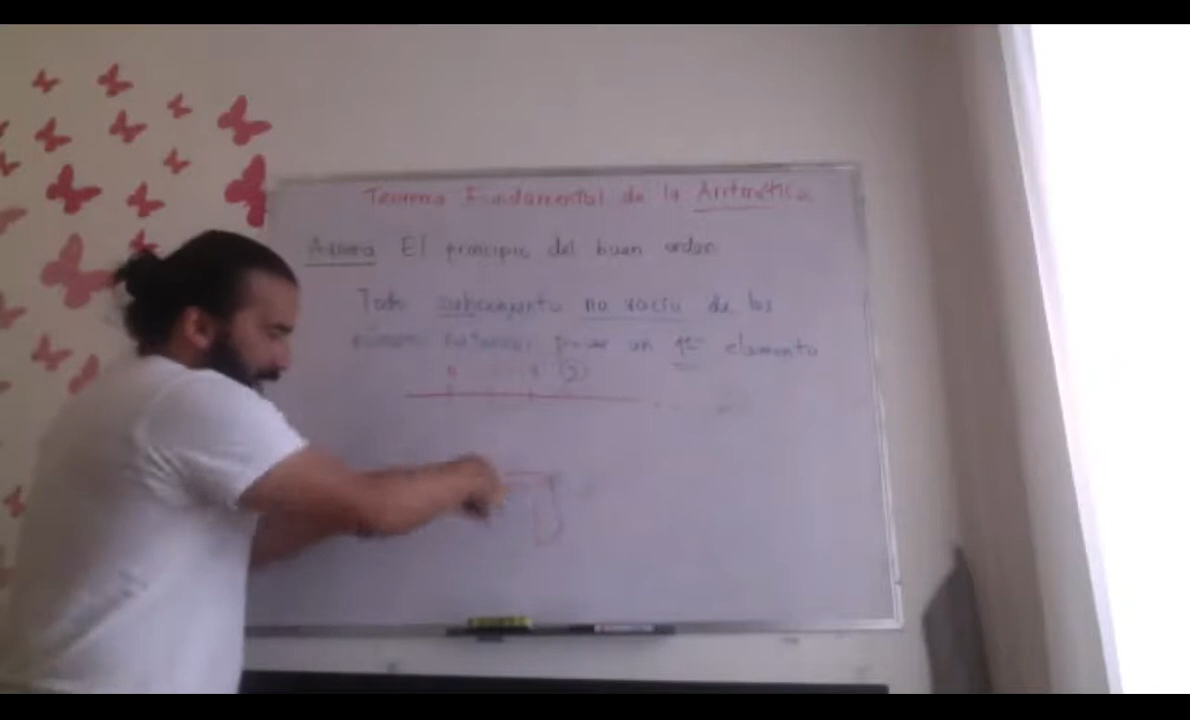 Teorema Fundamental de la Aritmética
El principio del buen orden
Todo subconjunto no vacío de los
números naturales posee un 1er elemento